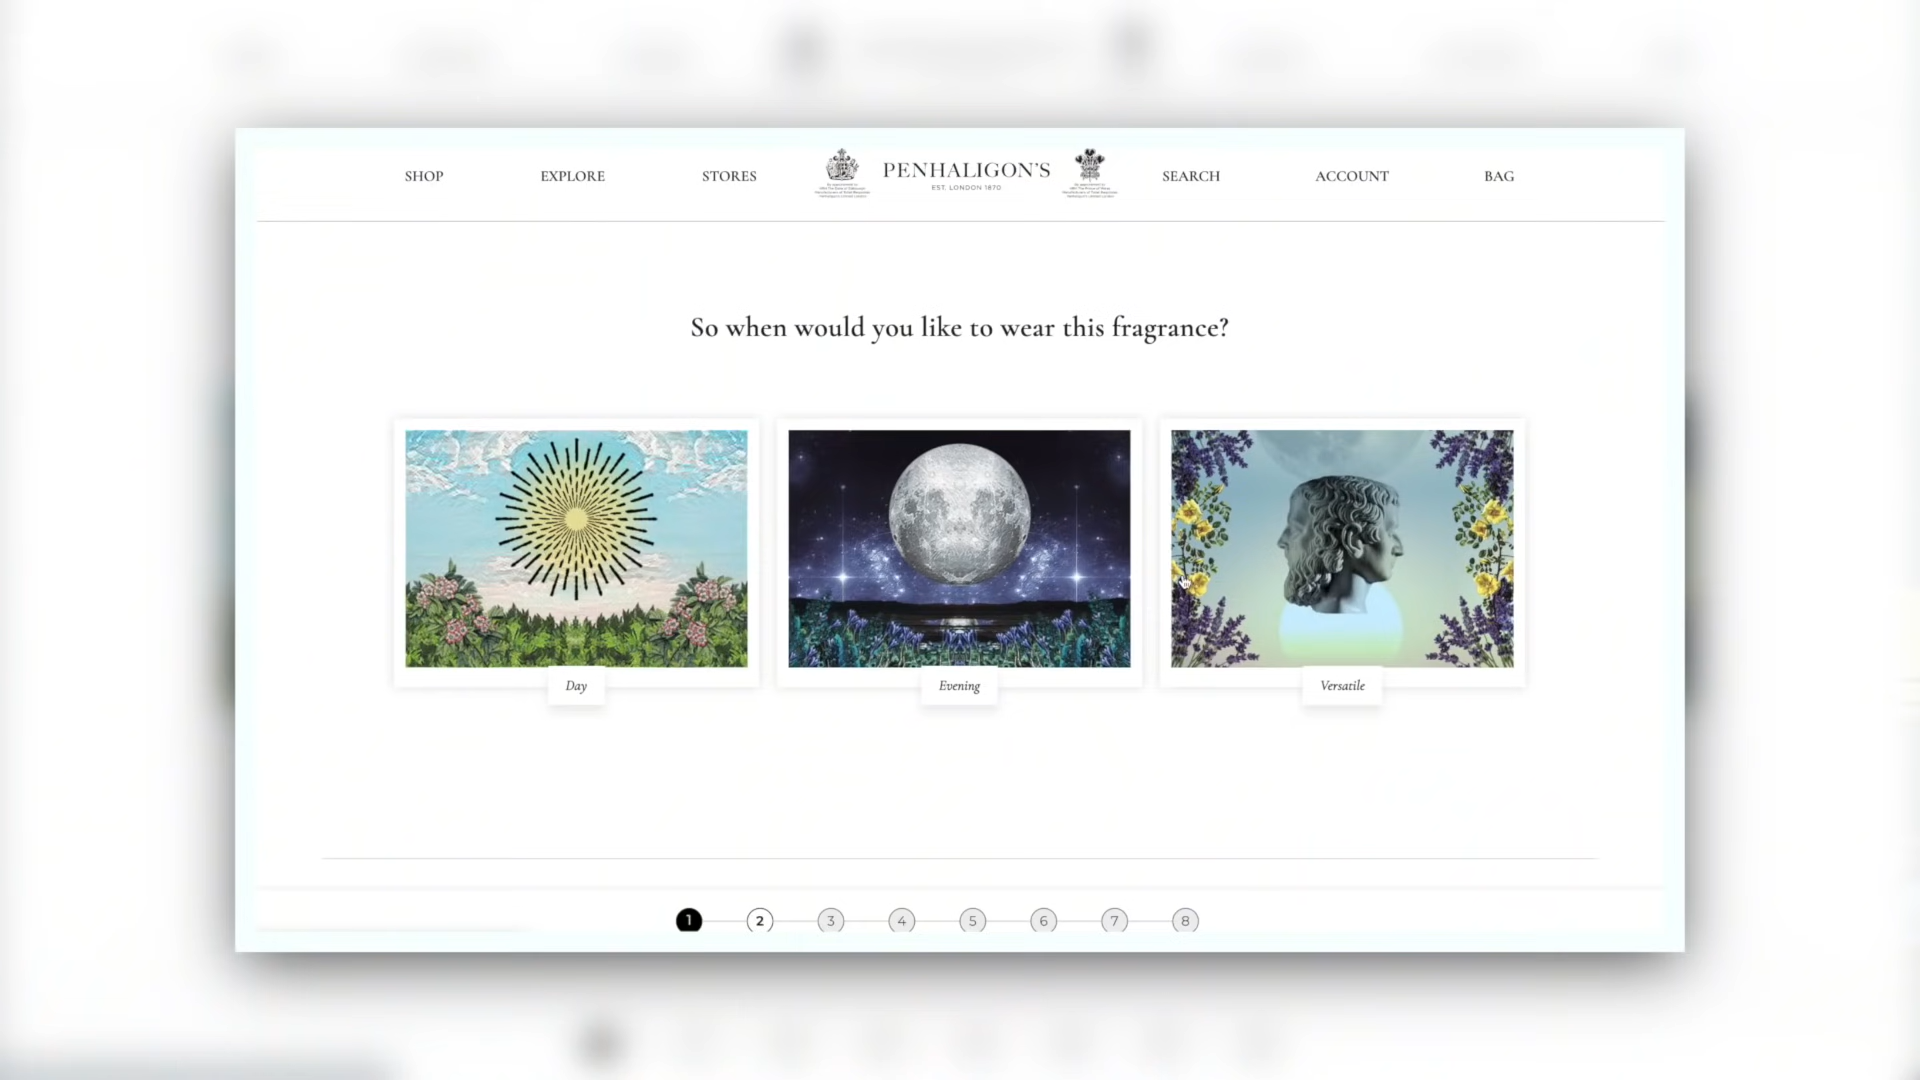 SHOP
EXPLORE
STORES
PENHALIGON'S
EST. LONDON 1870
SEARCH
ACCOUNT
BAG
So when would you like to wear this fragrance?
Day
Evening
Versatile
1
2
3
4
5
6
7
8